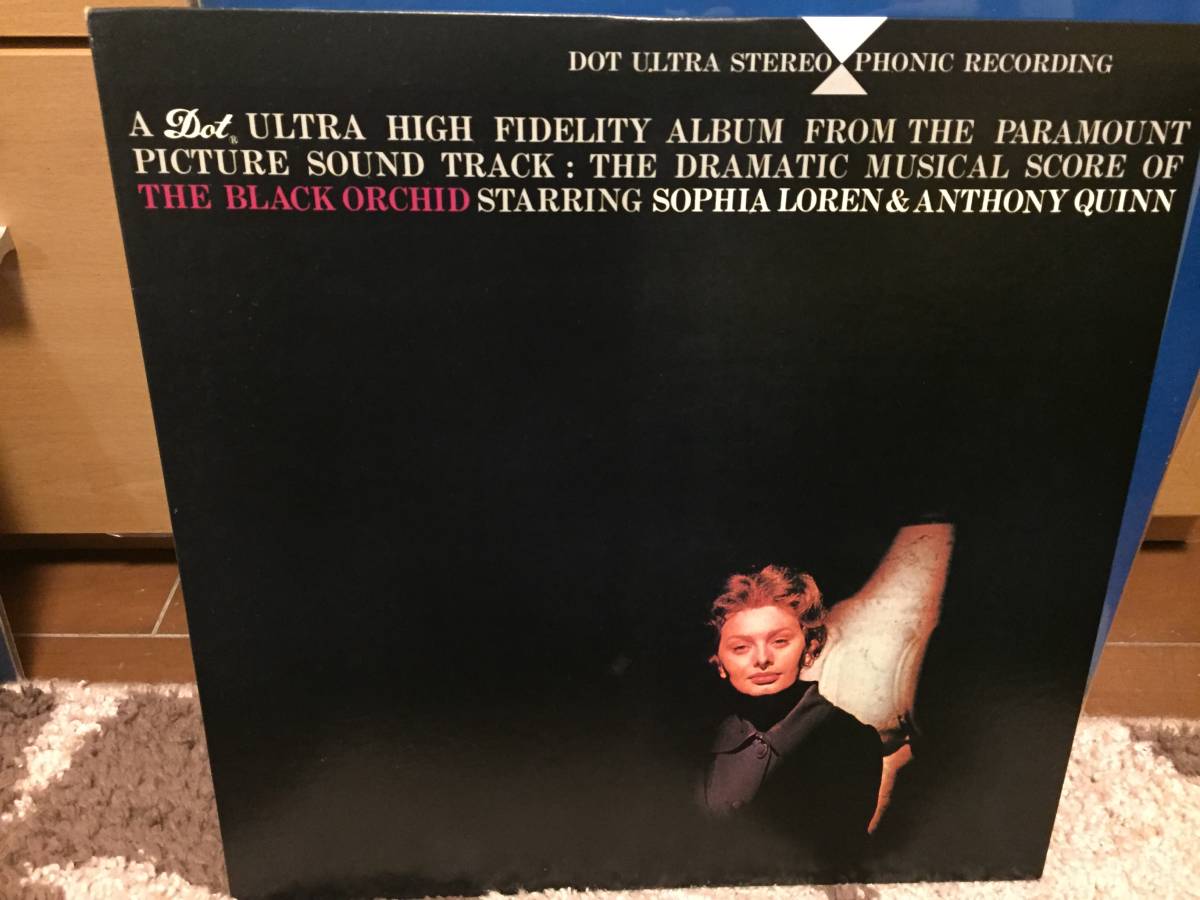 DOT ULTRA STEREO PHONIC RECORDING
A Dot® ULTRA HIGH FIDELITY ALBUM FROM THE PARAMOUNT
PICTURE SOUND TRACK : THE DRAMATIC MUSICAL SCORE OF
THE BLACK ORCHID STARRING SOPHIA LOREN & ANTHONY QUINN